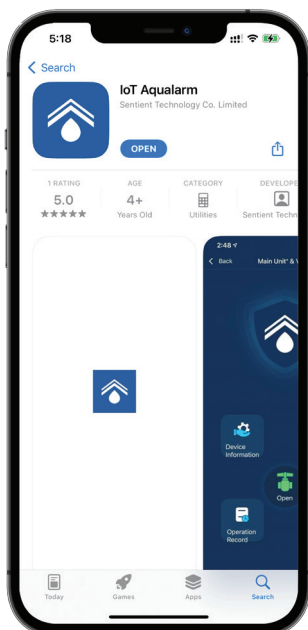 5:18
Search
IoT Aqualarm
Sentient Technology Co. Limited
OPEN
1 RATING
5.0
★★★★★
AGE
4+
Years Old
CATEGORY
Utilities
DEVELOPE
Sentient Techn
2:48
Back
Main Unit" & V
Device
Information
Open
Operation
Record
Today
Games
Apps
Search